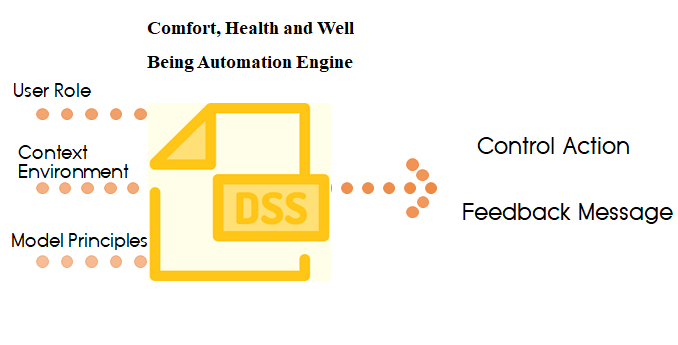 Comfort, Health and Well
Being Automation Engine
User Role
Context
Environment
Model Principles
DSS
Control Action
Feedback Message